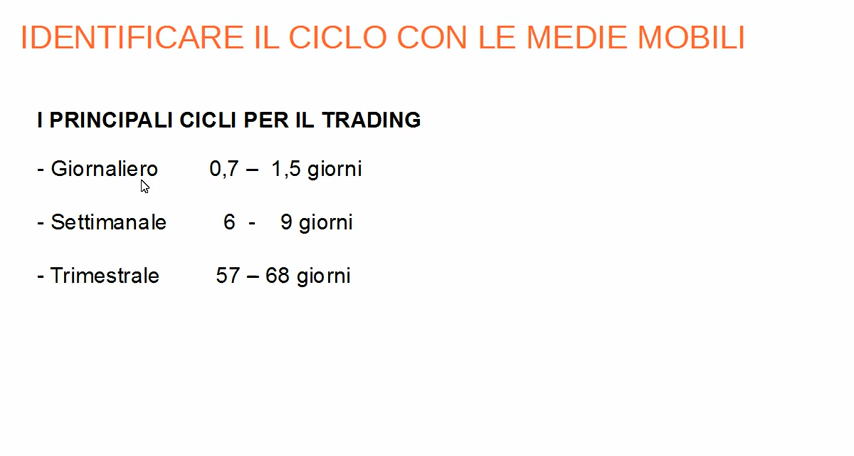 IDENTIFICARE IL CICLO CON LE MEDIE MOBILI
I PRINCIPALI CICLI PER IL TRADING
- Giornaliero 0,7 – 1,5 giorni
- Settimanale 6 - 9 giorni
- Trimestrale 57 – 68 giorni